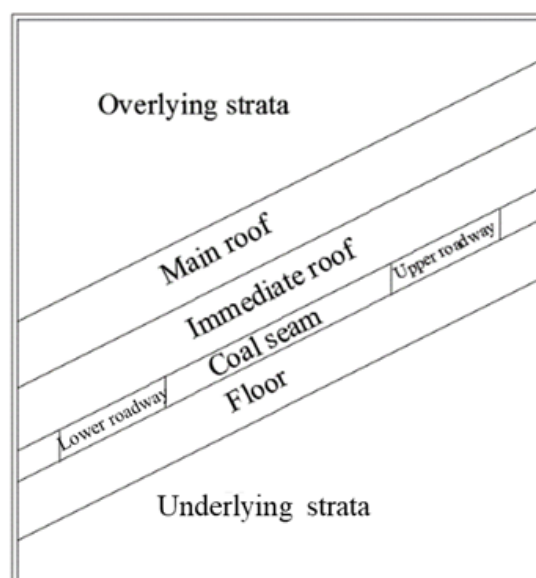 Overlying strata
Main roof
Immediate roof
Upper roadway
Coal seam
Lower roadway
Floor
Underlying strata